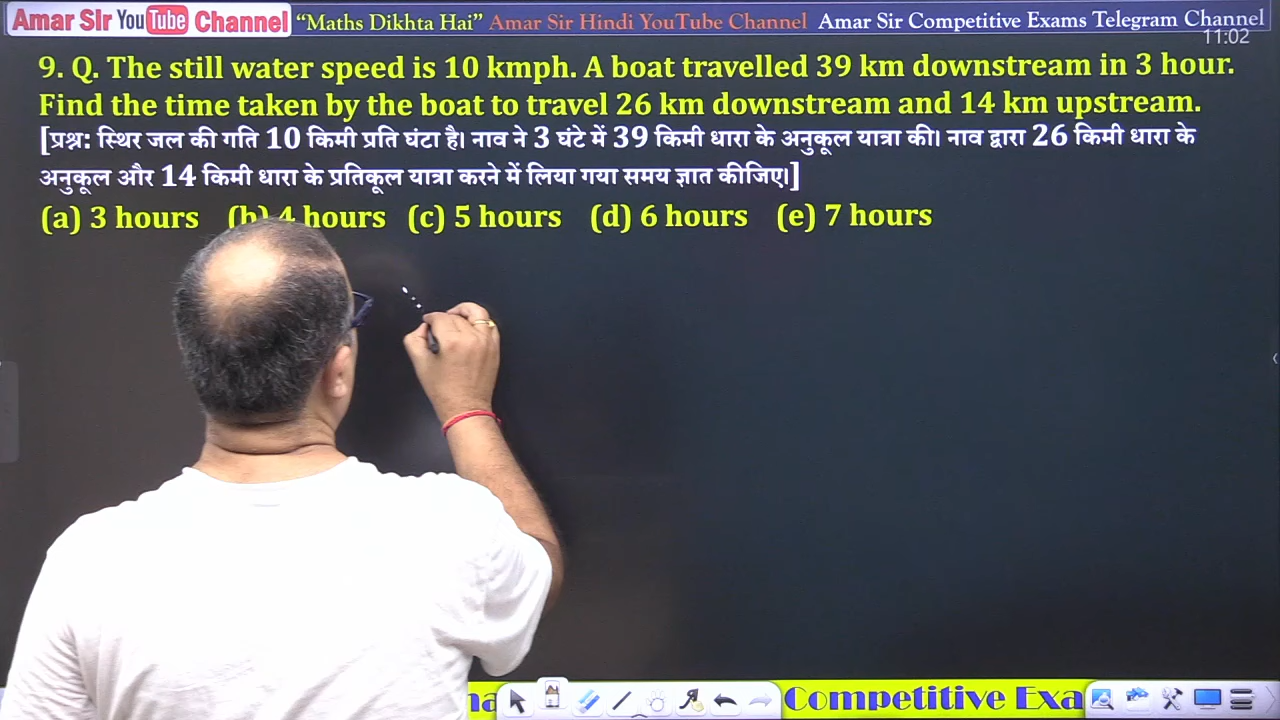 Amar SIr YouTube Channel "Maths Dikhta Hai" Amar Sir Hindi YouTube Channel Amar Sir Competitive Exams Telegram Channel
11:02
9. Q. The still water speed is 10 kmph. A boat travelled 39 km downstream in 3 hour.
Find the time taken by the boat to travel 26 km downstream and 14 km upstream.
[प्रश्न: स्थिर जल की गति 10 किमी प्रति घंटा है। नाव ने 3 घंटे में 39 किमी धारा के अनुकूल यात्रा की। नाव द्वारा 26 किमी धारा के
अनुकूल और 14 किमी धारा के प्रतिकूल यात्रा करने में लिया गया समय ज्ञात कीजिए।]
(a) 3 hours (b) 4 hours (c) 5 hours (d) 6 hours (e) 7 hours
Competitive Exa